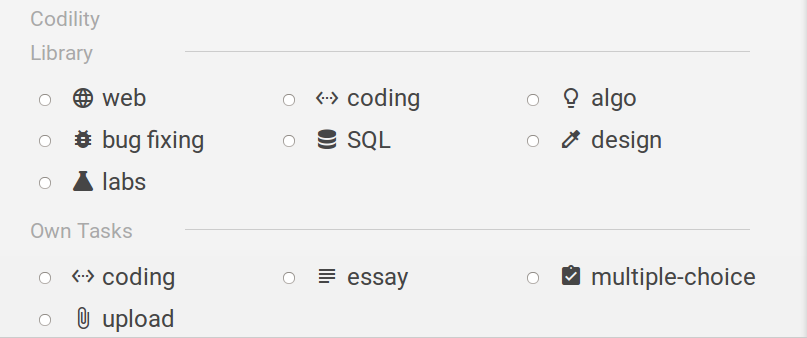 Codility
Library
web coding algo
bug fixing SQL design
labs
Own Tasks
coding essay multiple-choice
upload